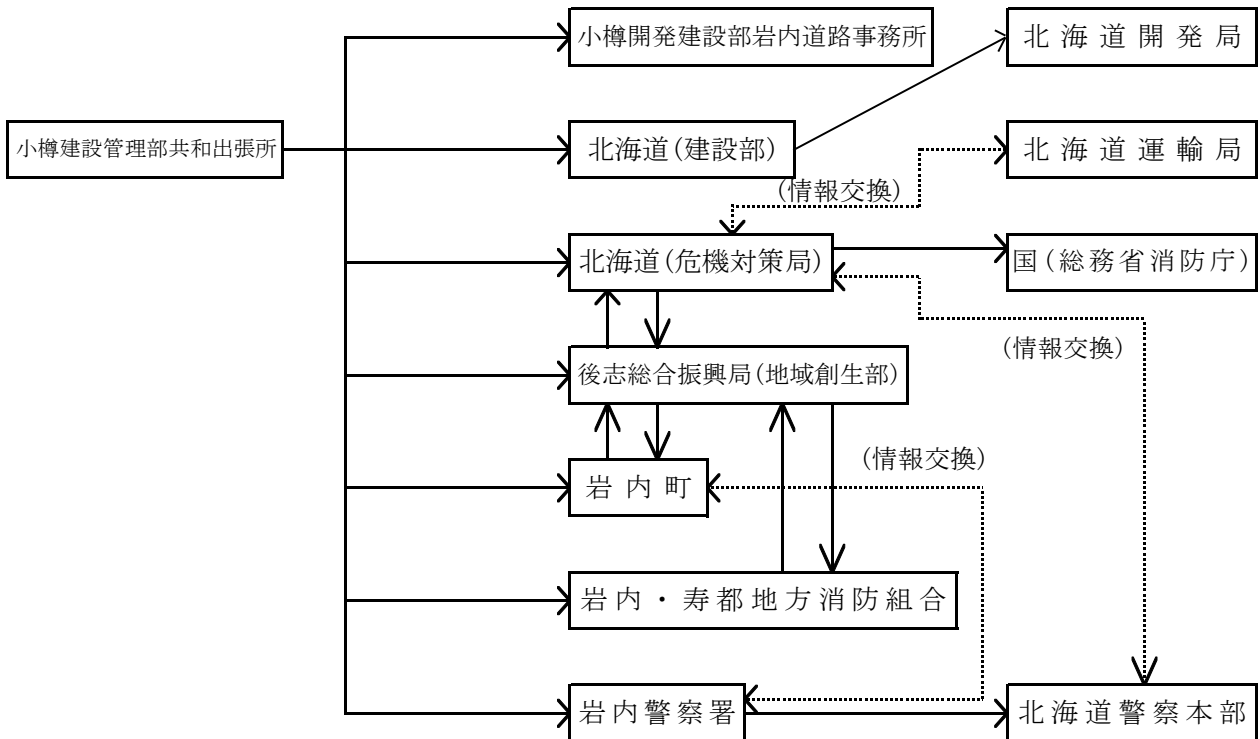 小樽開発建設部岩内道路事務所
北海道開発局
小樽建設管理部共和出張所
北海道(建設部)
北海道運輸局
(情報交換)
北海道(危機対策局)
国(総務省消防庁)
(情報交換)
後志総合振興局(地域創生部)
(情報交換)
岩内町
岩内・寿都地方消防組合
岩内警察署
北海道警察本部